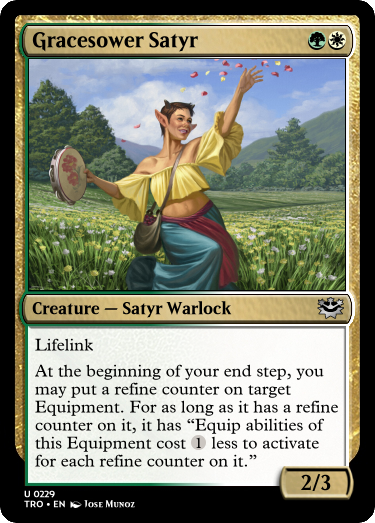 Gracesower Satyr
Creature — Satyr Warlock
Lifelink
At the beginning of your end step, you
may put a refine counter on target
Equipment. For as long as it has a refine
counter on it, it has “Equip abilities of
this Equipment cost 1 less to activate
for each refine counter on it.”
2/3
U 0229
TRO • EN Jose Munoz